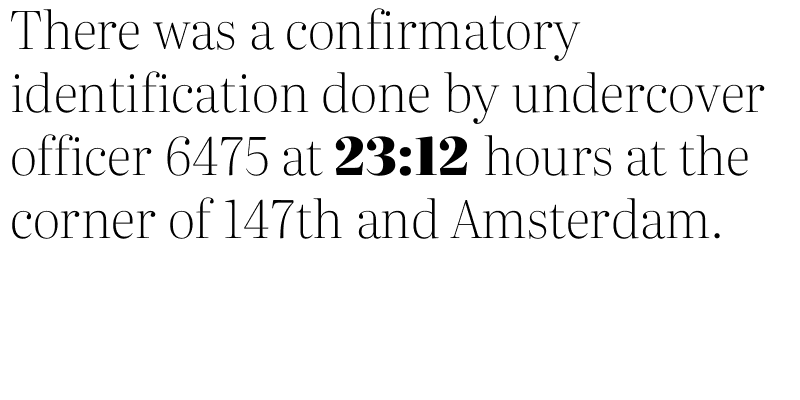 There was a confirmatory
identification done by undercover
officer 6475 at 23:12 hours at the
corner of 147th and Amsterdam.